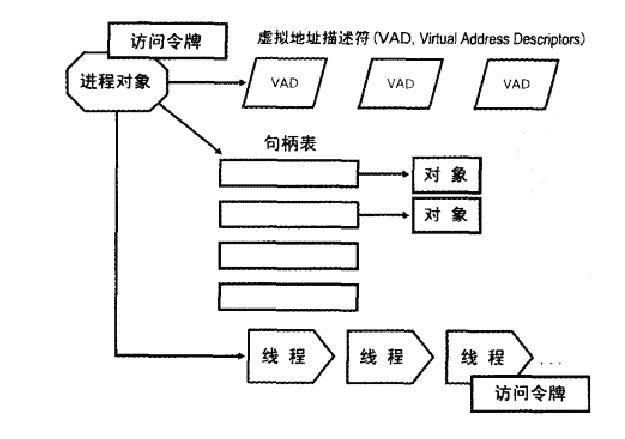 访问令牌
虚拟地址描述符(VAD, Virtual Address Descriptors)
进程对象
VAD
VAD
VAD
句柄表
对 象
对 象
线 程
线 程
线 程
...
访问令牌